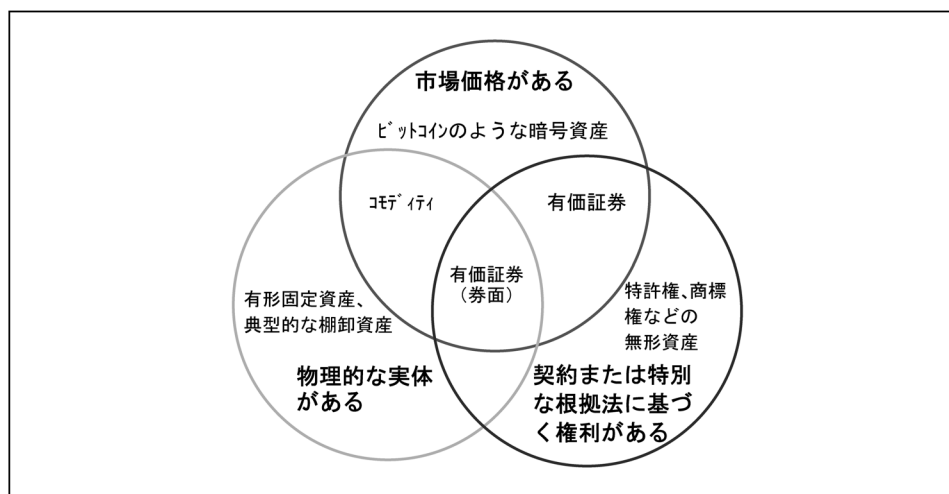 市場価格がある
ﾋﾞｯﾄｺｲﾝのような暗号資産
ｺﾓﾃﾞｨﾃｨ
有価証券
有価証券
（券面）
有形固定資産、
典型的な棚卸資産
特許権、商標
権などの
無形資産
物理的な実体
がある
契約または特別
な根拠法に基づ
く権利がある